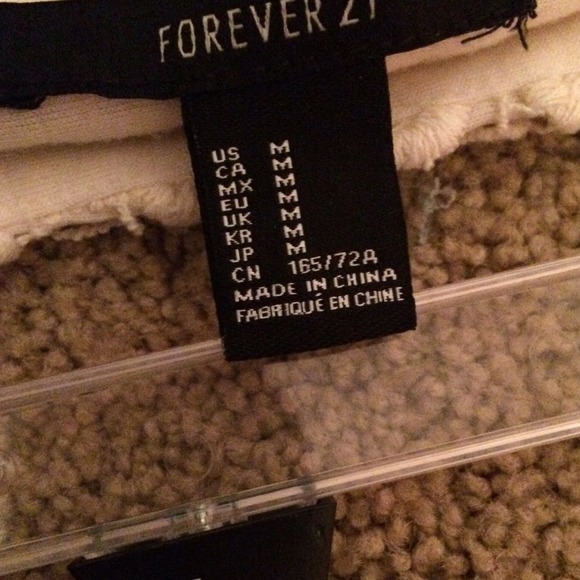 FOREVER 21
US M
CA M
MX M
EU M
UK M
KR M
JP M
CN 165/72A
MADE IN CHINA
FABRIQUÉ EN CHINE